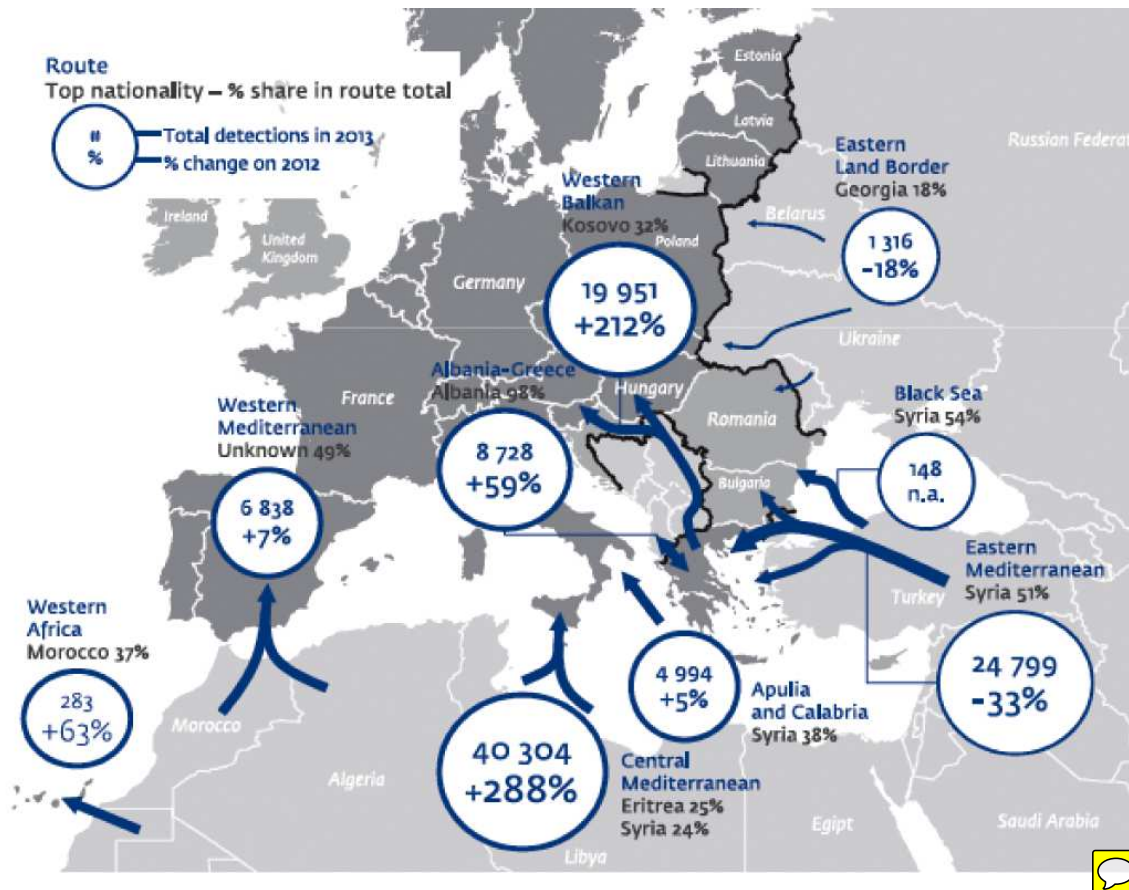 Route
Top nationality – % share in route total
#
%
Total detections in 2013
% change on 2012
Estonia
Latvia
Lithuania
Russian Federat
Eastern
Land Border
Georgia 18%
1 316
-18%
Western
Balkan
Kosovo 32%
19 951
+212%
Ireland
United
Kingdom
Belarus
Poland
Germany
Ukraine
Albania-Greece
Albania 98%
8 728
+59%
Hungary
France
Romania
Black Sea
Syria 54%
148
n.a.
Western
Mediterranean
Unknown 49%
6 838
+7%
Bulgaria
Eastern
Mediterranean
Syria 51%
24 799
-33%
Turkey
Western
Africa
Morocco 37%
283
+63%
Morocco
4 994
+5%
Apulia
and Calabria
Syria 38%
40 304
+288%
Central
Mediterranean
Eritrea 25%
Syria 24%
Algeria
Libya
Egipt
Saudi Arabia